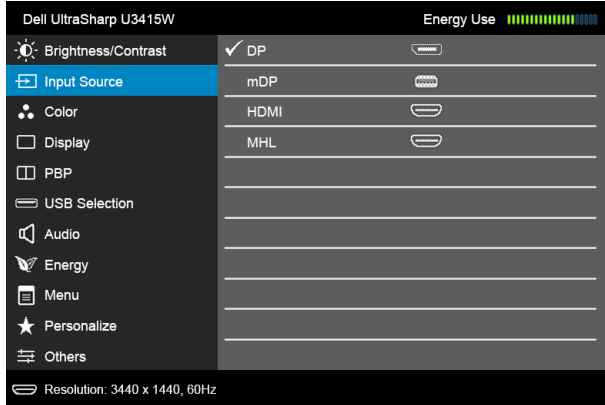 Dell UltraSharp U3415W Energy Use
Brightness/Contrast
Input Source
Color
Display
PBP
USB Selection
Audio
Energy
Menu
Personalize
Others
DP
mDP
HDMI
MHL
Resolution: 3440 x 1440, 60Hz